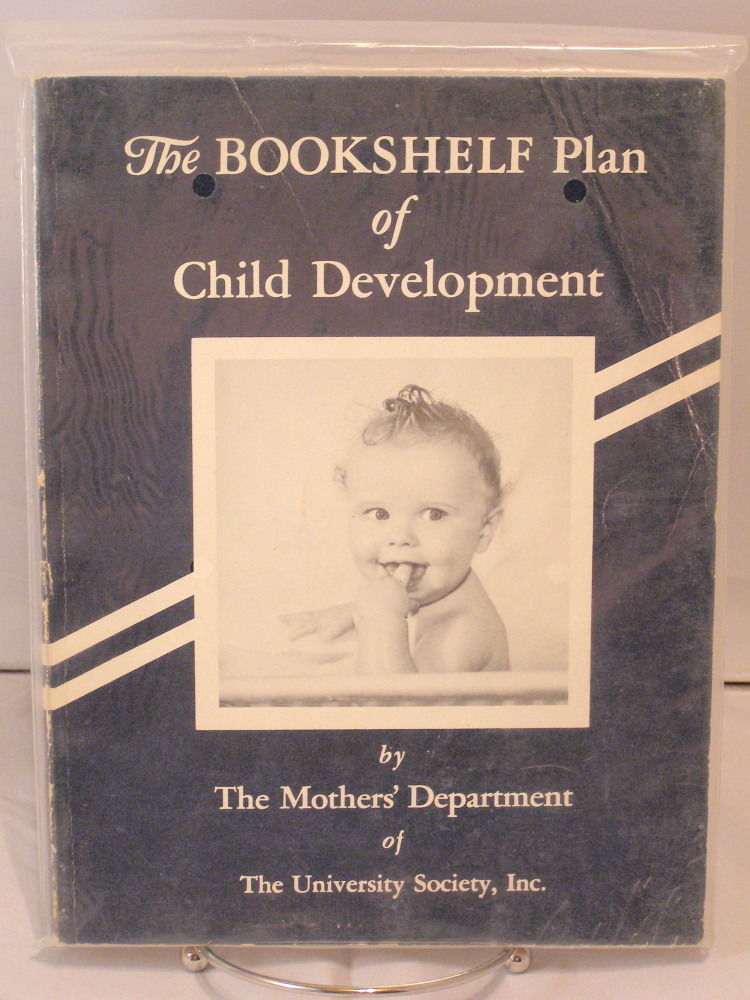 The BOOKSHELF Plan
of
Child Development
by
The Mothers' Department
of
The University Society, Inc.